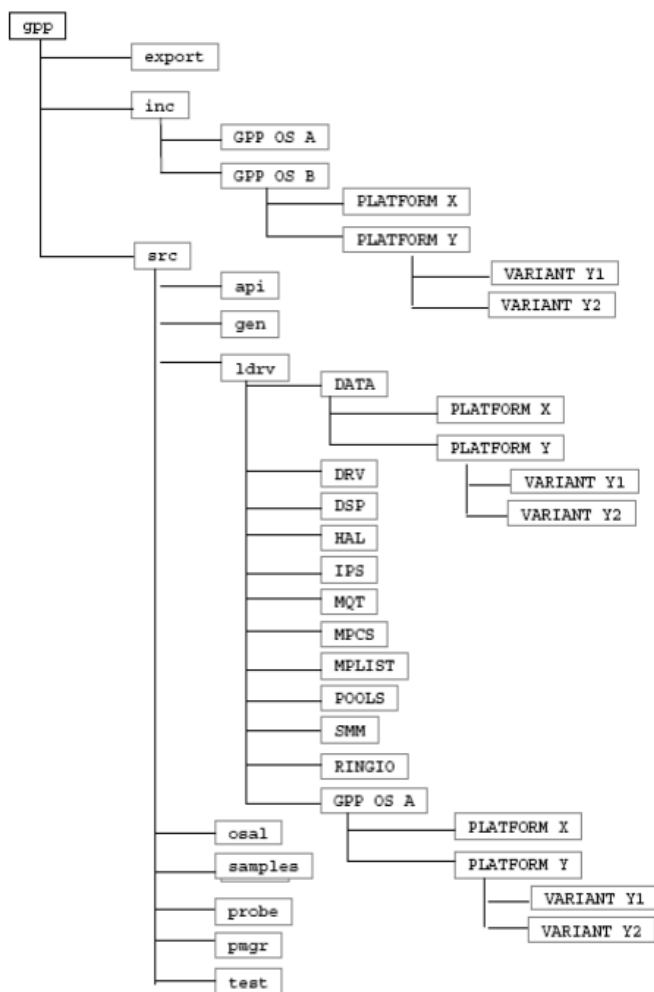 gpp
export
inc
GPP OS A
GPP OS B
PLATFORM X
PLATFORM Y
VARIANT Y1
VARIANT Y2
src
api
gen
ldrv
DATA
PLATFORM X
PLATFORM Y
VARIANT Y1
VARIANT Y2
DRV
DSP
HAL
IPS
MQT
MPCS
MPLIST
POOLS
SMM
RINGIO
GPP OS A
PLATFORM X
PLATFORM Y
VARIANT Y1
VARIANT Y2
osal
samples
probe
pmgr
test